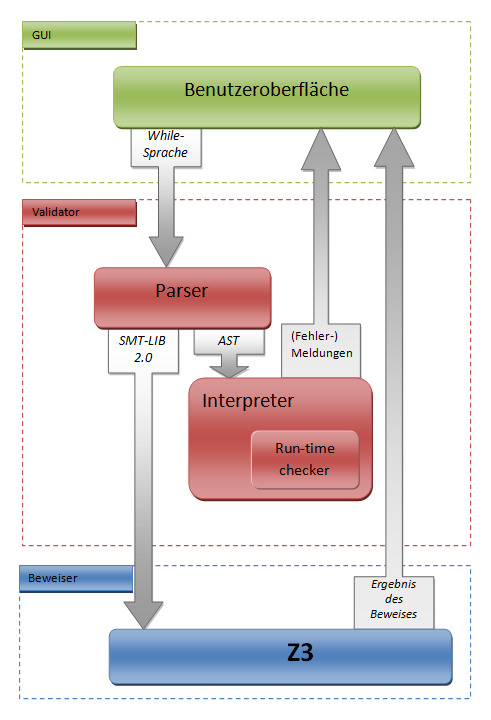 GUI
Benutzeroberfläche
While-
Sprache
Validator
Parser
SMT-LIB
2.0
AST
(Fehler-)
Meldungen
Interpreter
Run-time
checker
Beweiser
Ergebnis
des
Beweises
Z3